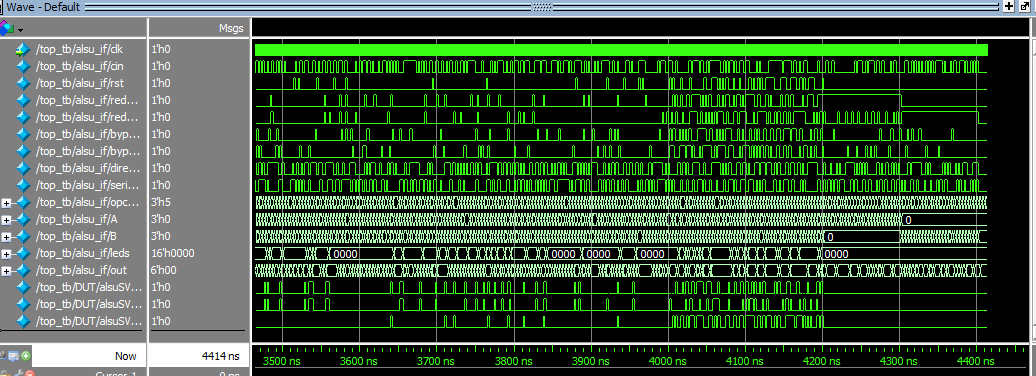 Wave - Default
Msgs
/top_tb/alsu_if/clk 1'h0
/top_tb/alsu_if/cin 1'h0
/top_tb/alsu_if/rst 1'h0
/top_tb/alsu_if/red... 1'h0
/top_tb/alsu_if/red... 1'h0
/top_tb/alsu_if/byp... 1'h0
/top_tb/alsu_if/byp... 1'h0
/top_tb/alsu_if/dire... 1'h0
/top_tb/alsu_if/seri... 1'h0
/top_tb/alsu_if/opc... 3'h5
/top_tb/alsu_if/A 3'h0 0
/top_tb/alsu_if/B 3'h0 0
/top_tb/alsu_if/leds 16'h0000 0000 0000 0000 0000 0000
/top_tb/alsu_if/out 6'h00
/top_tb/DUT/alsuSV... 1'h0
/top_tb/DUT/alsuSV... 1'h0
/top_tb/DUT/alsuSV... 1'h0
Now 4414 ns 3500 ns 3600 ns 3700 ns 3800 ns 3900 ns 4000 ns 4100 ns 4200 ns 4300 ns 4400 ns
Cursor 1 0 ns